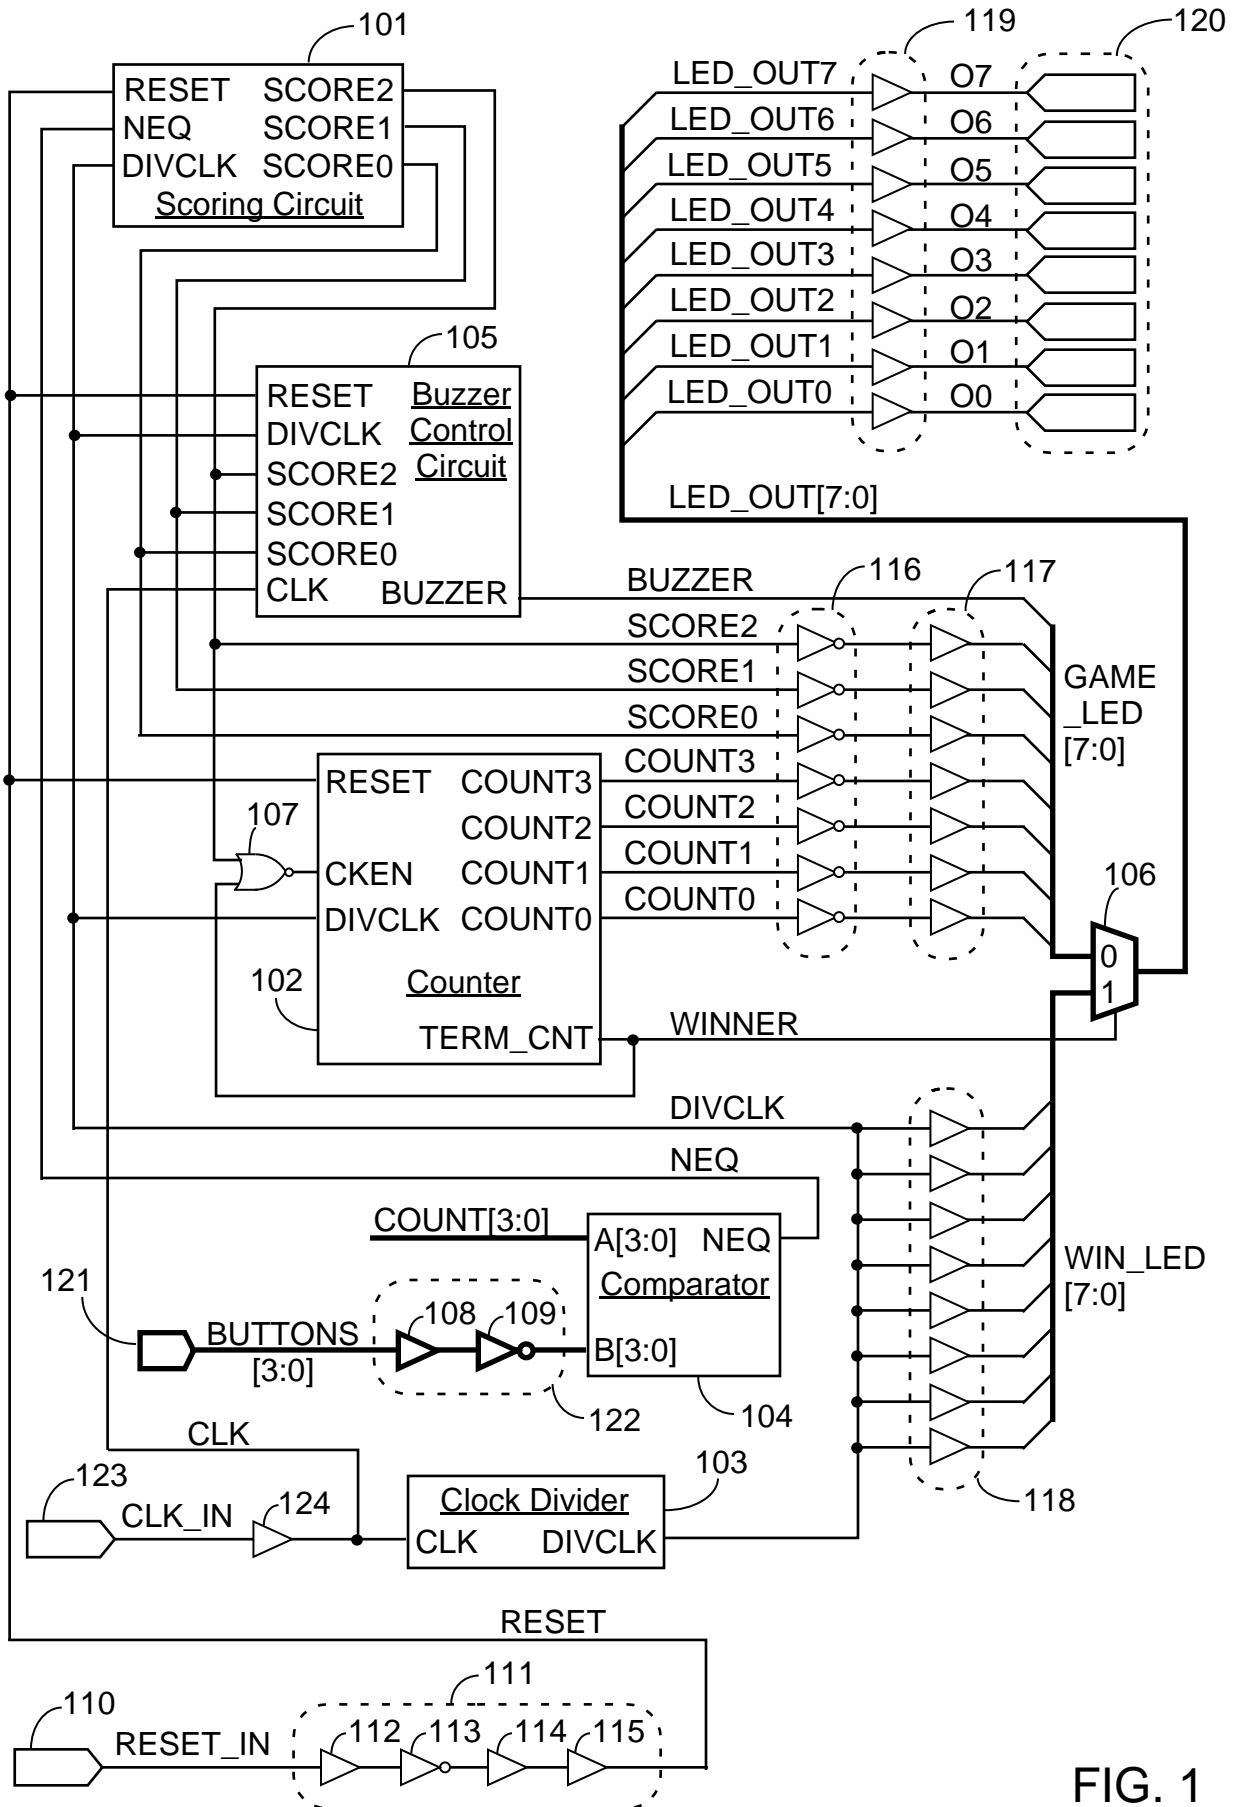 101
RESET SCORE2
NEQ SCORE1
DIVCLK SCORE0
Scoring Circuit
119
120
LED_OUT7 O7
LED_OUT6 O6
LED_OUT5 O5
LED_OUT4 O4
LED_OUT3 O3
LED_OUT2 O2
LED_OUT1 O1
LED_OUT0 O0
LED_OUT[7:0]
105
RESET Buzzer
DIVCLK Control
SCORE2 Circuit
SCORE1
SCORE0
CLK BUZZER
BUZZER
116
117
SCORE2
SCORE1
SCORE0
COUNT3
COUNT2
COUNT1
COUNT0
GAME
_LED
[7:0]
107
RESET COUNT3
COUNT2
CKEN COUNT1
DIVCLK COUNT0
102
Counter
TERM_CNT
WINNER
106
0
1
DIVCLK
NEQ
COUNT[3:0]
A[3:0] NEQ
Comparator
B[3:0]
104
121
BUTTONS
[3:0]
108
109
122
WIN_LED
[7:0]
118
CLK
123
CLK_IN
124
103
Clock Divider
CLK DIVCLK
RESET
110
RESET_IN
111
112
113
114
115
FIG. 1